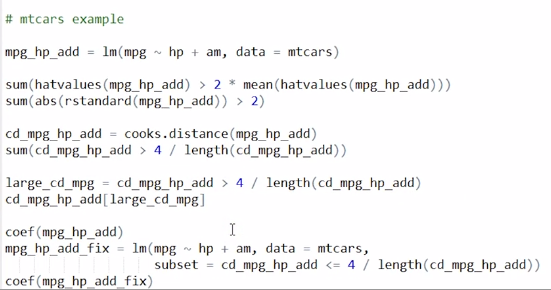 # mtcars example
mpg_hp_add = lm(mpg ~ hp + am, data = mtcars)
sum(hatvalues(mpg_hp_add) > 2 * mean(hatvalues(mpg_hp_add)))
sum(abs(rstandard(mpg_hp_add)) > 2)
cd_mpg_hp_add = cooks.distance(mpg_hp_add)
sum(cd_mpg_hp_add > 4 / length(cd_mpg_hp_add))
large_cd_mpg = cd_mpg_hp_add > 4 / length(cd_mpg_hp_add)
cd_mpg_hp_add[large_cd_mpg]
coef(mpg_hp_add)
mpg_hp_add_fix = lm(mpg ~ hp + am, data = mtcars,
subset = cd_mpg_hp_add <= 4 / length(cd_mpg_hp_add))
coef(mpg_hp_add_fix)